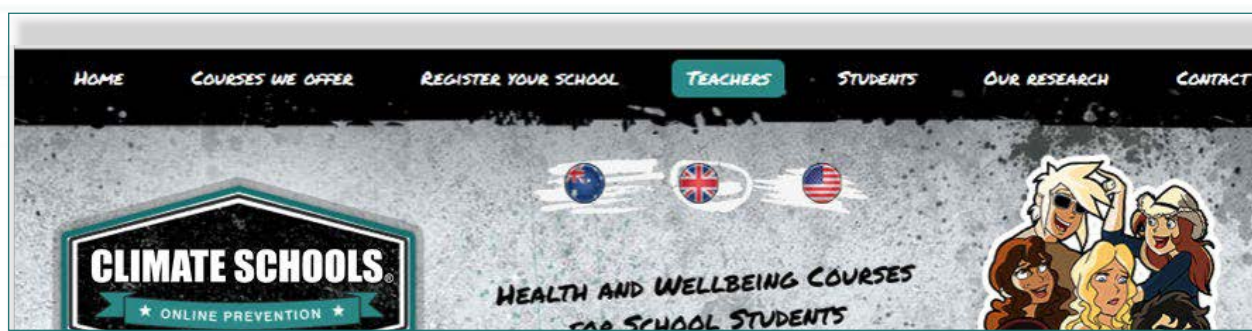 HOME COURSES WE OFFER REGISTER YOUR SCHOOL TEACHERS STUDENTS OUR RESEARCH CONTACT
CLIMATE SCHOOLS®
★ ONLINE PREVENTION ★
HEALTH AND WELLBEING COURSES
FOR SCHOOL STUDENTS